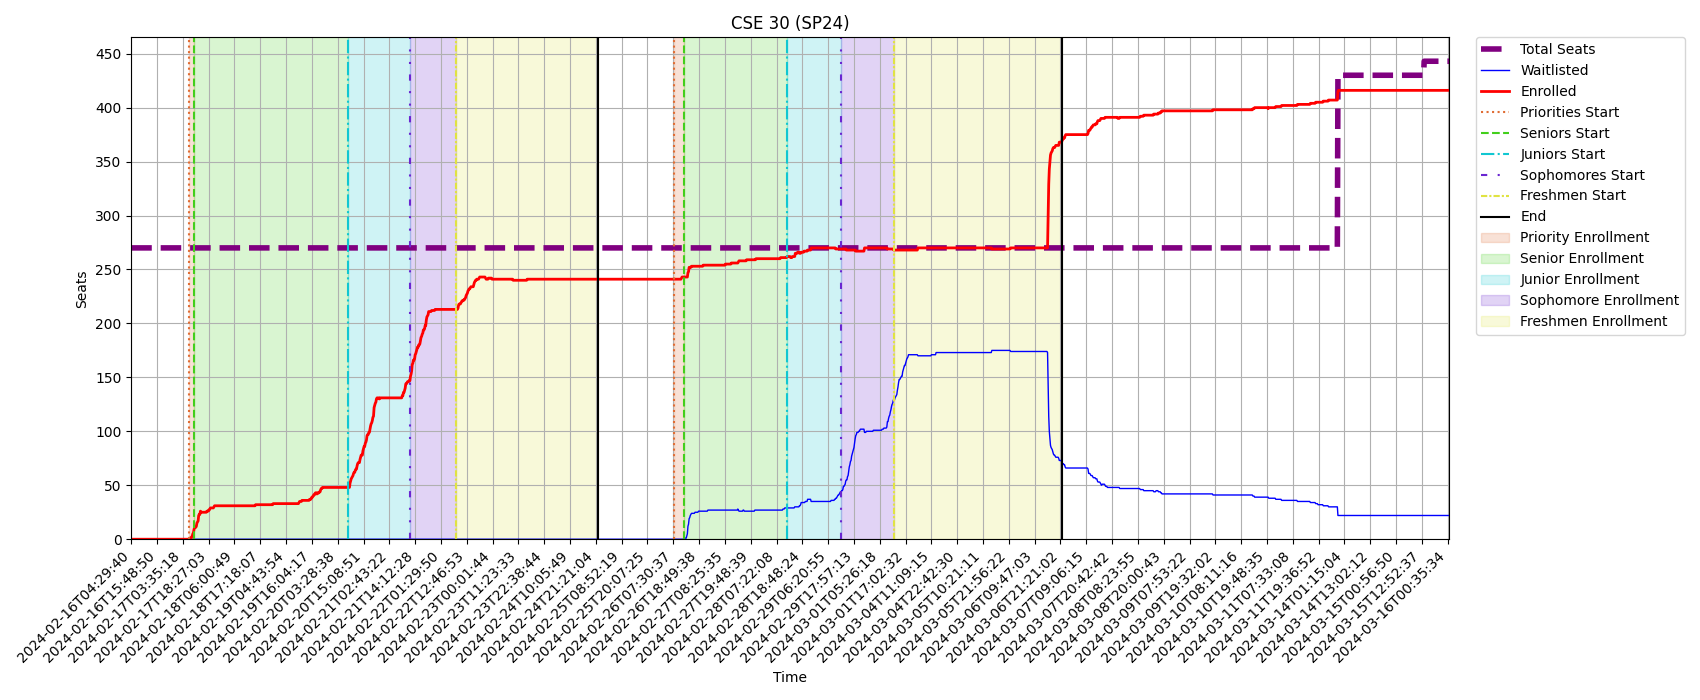 CSE 30 (SP24)
Seats
450
400
350
300
250
200
150
100
50
0
2024-02-16T04:29:40
2024-02-16T15:48:50
2024-02-17T03:35:18
2024-02-17T18:27:03
2024-02-18T06:00:49
2024-02-18T17:18:07
2024-02-19T04:43:54
2024-02-19T16:04:17
2024-02-20T03:28:38
2024-02-20T15:08:51
2024-02-21T02:43:22
2024-02-21T14:12:28
2024-02-22T01:29:50
2024-02-22T12:46:53
2024-02-23T00:01:44
2024-02-23T11:23:33
2024-02-23T22:38:44
2024-02-24T10:05:49
2024-02-24T21:21:04
2024-02-25T08:52:19
2024-02-25T20:07:25
2024-02-26T07:30:37
2024-02-26T18:49:38
2024-02-27T08:25:35
2024-02-27T19:48:39
2024-02-28T07:22:08
2024-02-28T18:48:24
2024-02-29T06:20:55
2024-02-29T17:57:13
2024-03-01T05:26:18
2024-03-01T17:02:32
2024-03-04T11:09:15
2024-03-04T22:42:30
2024-03-05T10:21:11
2024-03-05T21:56:22
2024-03-06T09:47:03
2024-03-06T21:21:02
2024-03-07T09:06:15
2024-03-07T20:42:42
2024-03-08T08:23:55
2024-03-08T20:00:43
2024-03-09T07:53:22
2024-03-09T19:32:02
2024-03-10T08:11:16
2024-03-10T19:48:35
2024-03-11T07:33:08
2024-03-11T19:36:52
2024-03-14T01:15:04
2024-03-14T13:02:12
2024-03-15T00:56:50
2024-03-15T12:52:37
2024-03-16T00:35:34
Time
Total Seats
Waitlisted
Enrolled
Priorities Start
Seniors Start
Juniors Start
Sophomores Start
Freshmen Start
End
Priority Enrollment
Senior Enrollment
Junior Enrollment
Sophomore Enrollment
Freshmen Enrollment